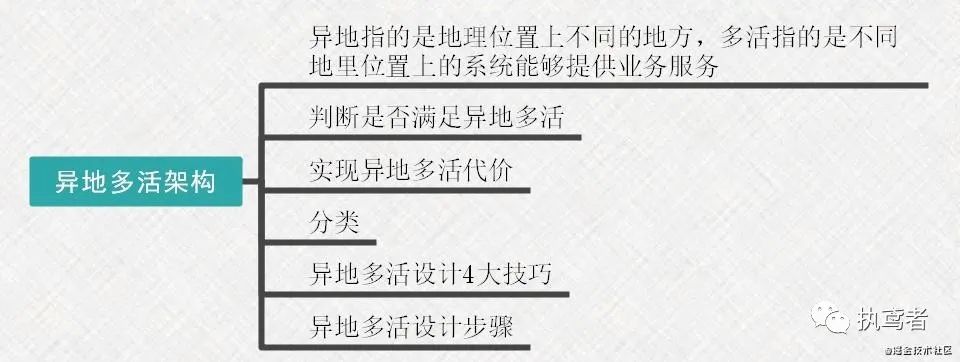 异地指的是地理位置上不同的地方，多活指的是不同
地里位置上的系统能够提供业务服务
判断是否满足异地多活
实现异地多活代价
异地多活架构
分类
异地多活设计4大技巧
异地多活设计步骤
执鸢者
@掘金技术社区